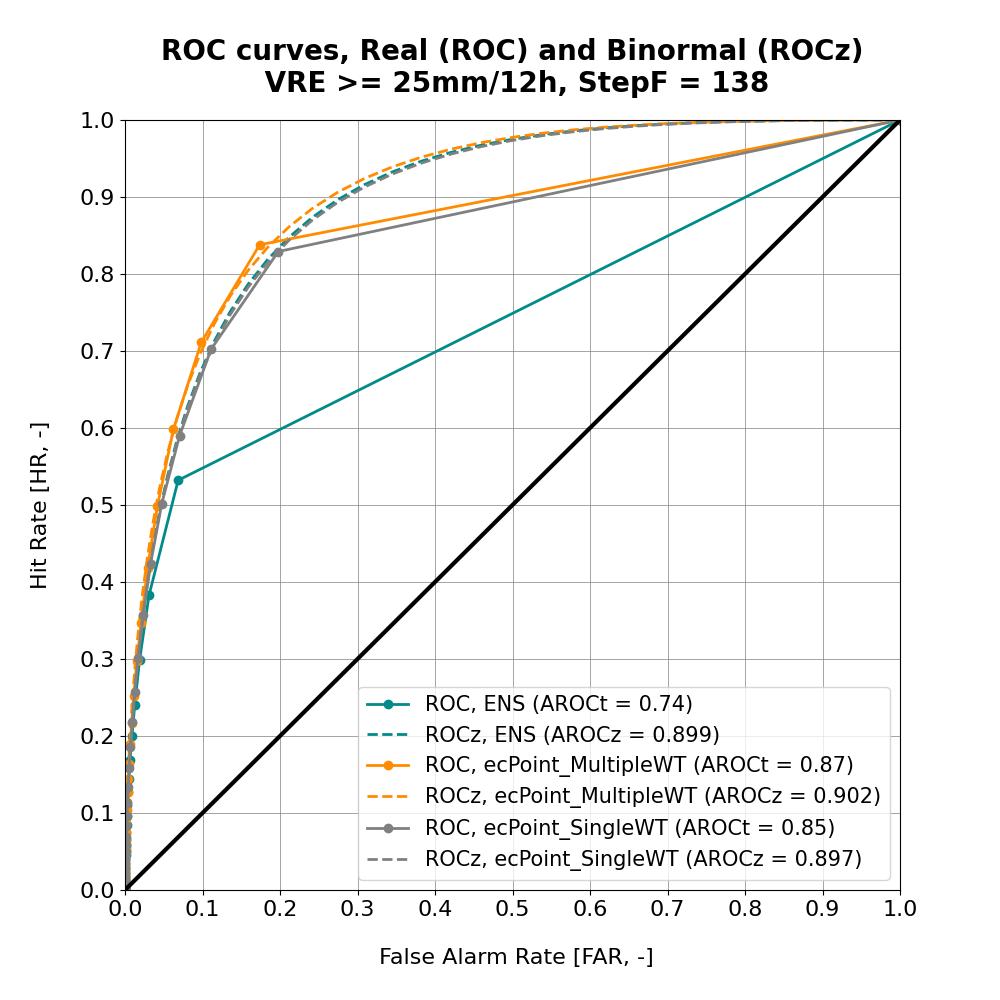 ROC curves, Real (ROC) and Binormal (ROCz)
VRE >= 25mm/12h, StepF = 138
1.0
0.9
0.8
0.7
0.6
0.5
0.4
0.3
0.2
0.1
0.0
Hit Rate [HR, -]
ROC, ENS (AROCt = 0.74)
ROCz, ENS (AROCz = 0.899)
ROC, ecPoint_MultipleWT (AROCt = 0.87)
ROCz, ecPoint_MultipleWT (AROCz = 0.902)
ROC, ecPoint_SingleWT (AROCt = 0.85)
ROCz, ecPoint_SingleWT (AROCz = 0.897)
0.0 0.1 0.2 0.3 0.4 0.5 0.6 0.7 0.8 0.9 1.0
False Alarm Rate [FAR, -]